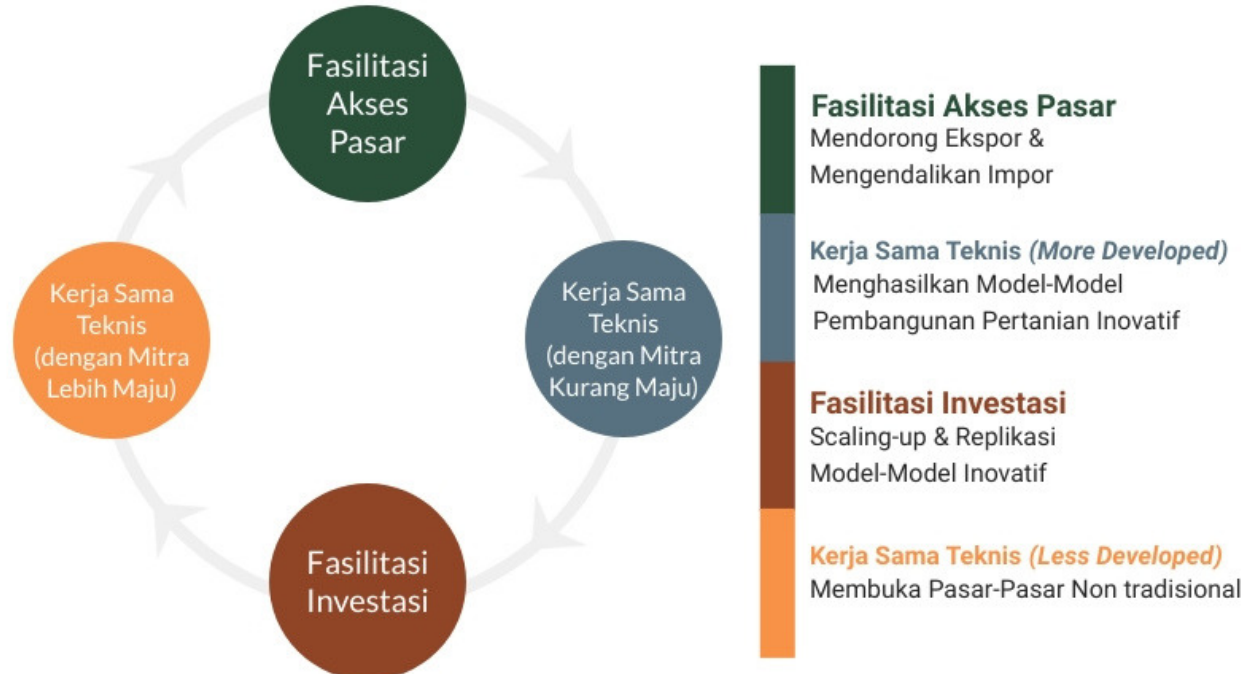 Fasilitasi
Akses
Pasar
Kerja Sama
Teknis
(dengan Mitra
Lebih Maju)
Kerja Sama
Teknis
(dengan Mitra
Kurang Maju)
Fasilitasi
Investasi
Fasilitasi Akses Pasar
Mendorong Ekspor &
Mengendalikan Impor
Kerja Sama Teknis (More Developed)
Menghasilkan Model-Model
Pembangunan Pertanian Inovatif
Fasilitasi Investasi
Scaling-up & Replikasi
Model-Model Inovatif
Kerja Sama Teknis (Less Developed)
Membuka Pasar-Pasar Non tradisional